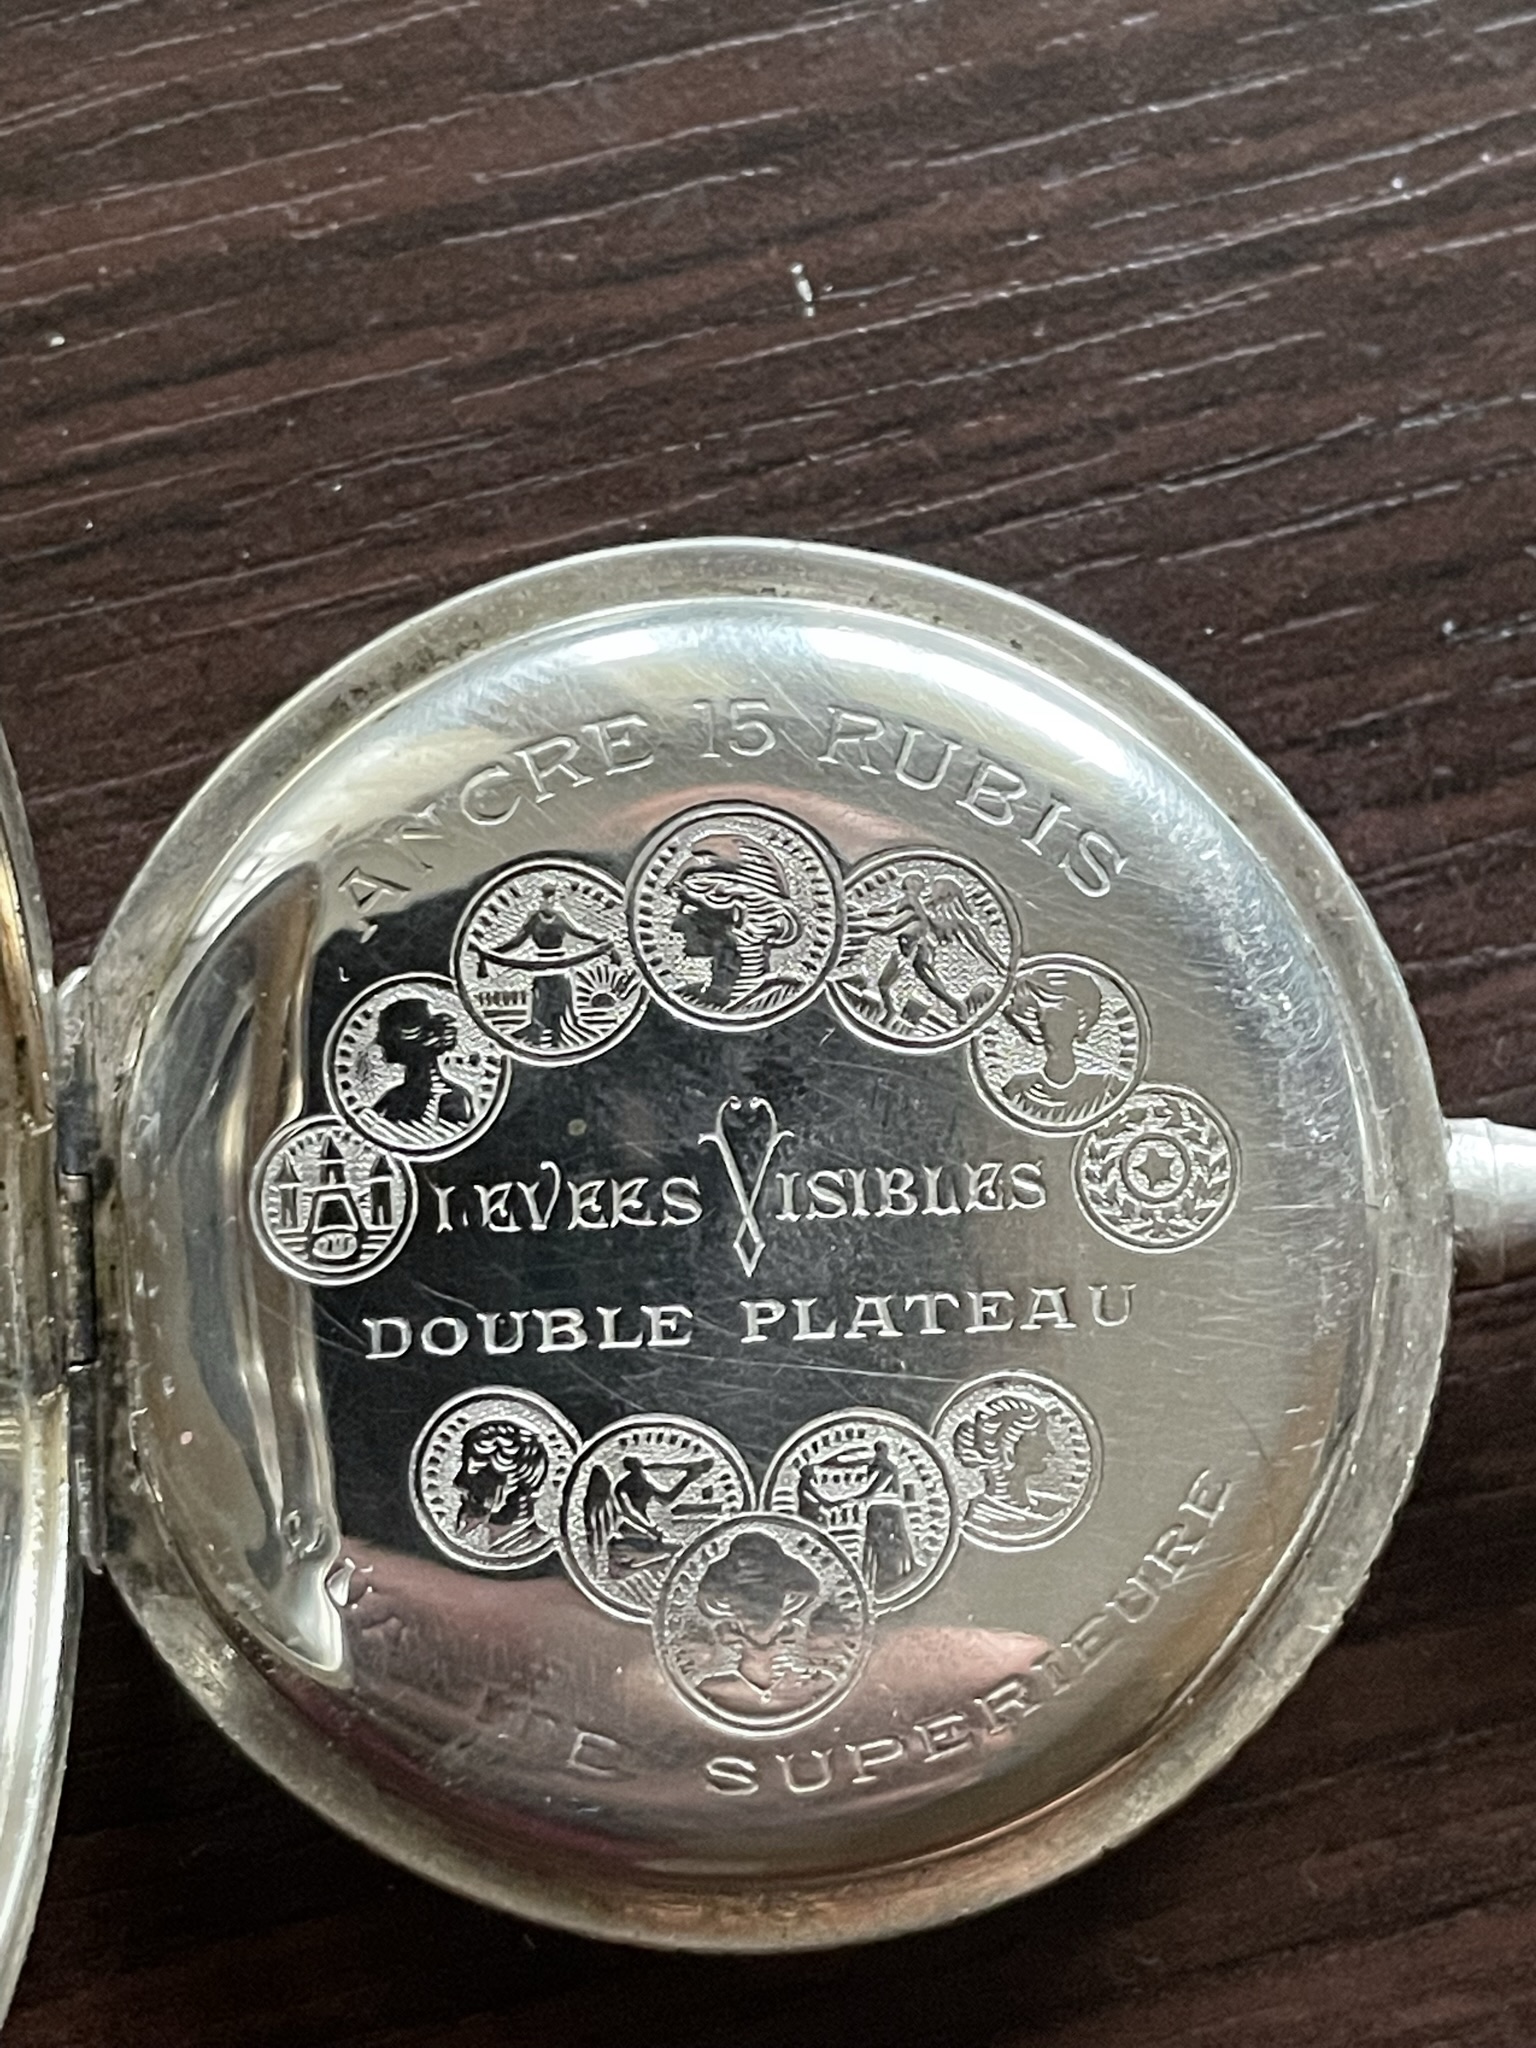 ANCRE 15 RUBIS
LEVEES VISIBLES
DOUBLE PLATEAU
SUPERIEURE